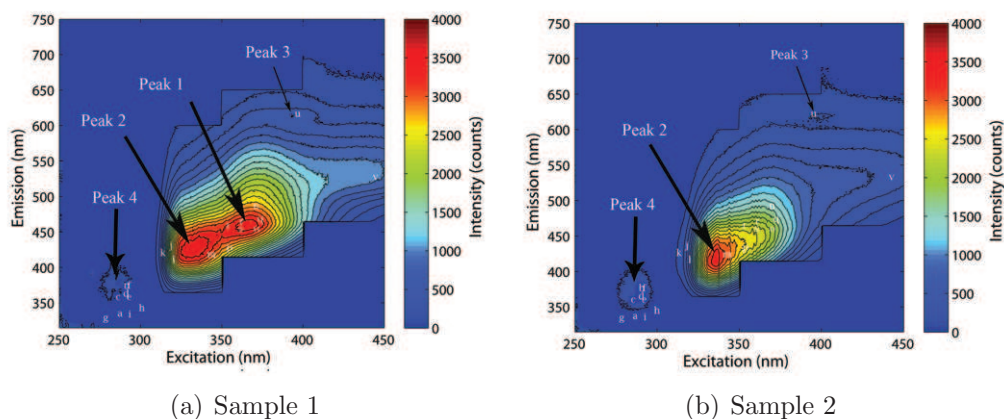 750
700
650
600
550
500
450
400
350
Emission (nm)
250
300
350
400
450
Excitation (nm)
Peak 1
Peak 2
Peak 3
Peak 4
u
v
k
j
l
g
a
i
h
c
e
d
4000
3500
3000
2500
2000
1500
1000
500
0
Intensity (counts)
(a) Sample 1
750
700
650
600
550
500
450
400
350
Emission (nm)
250
300
350
400
450
Excitation (nm)
Peak 2
Peak 3
Peak 4
u
v
k
j
l
g
a
i
h
c
4000
3500
3000
2500
2000
1500
1000
500
0
Intensity (counts)
(b) Sample 2